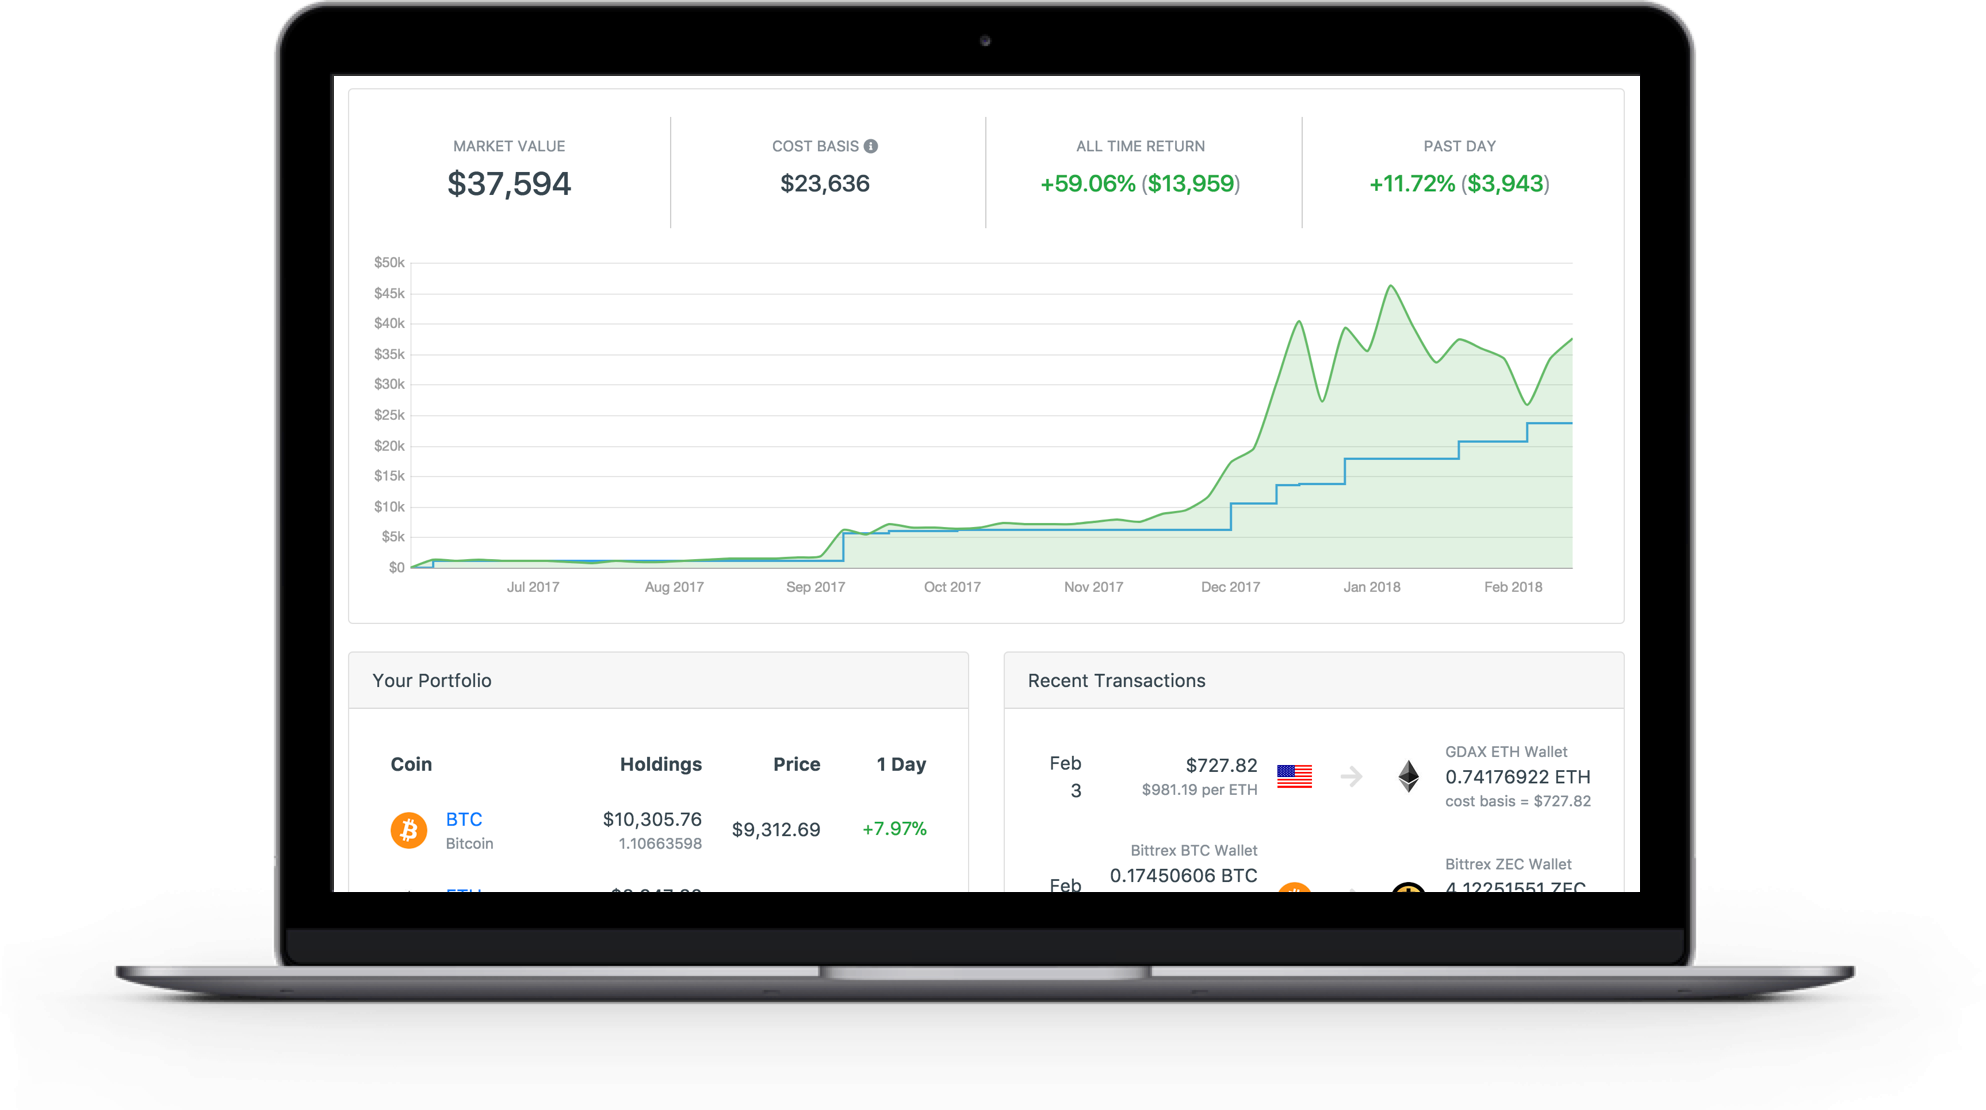 MARKET VALUE
$37,594
COST BASIS
$23,636
ALL TIME RETURN
+59.06% ($13,959)
PAST DAY
+11.72% ($3,943)
$50k
$45k
$40k
$35k
$30k
$25k
$20k
$15k
$10k
$5k
$0
Jul 2017
Aug 2017
Sep 2017
Oct 2017
Nov 2017
Dec 2017
Jan 2018
Feb 2018
Your Portfolio
Coin Holdings Price 1 Day
BTC
Bitcoin
$10,305.76
1.10663598
$9,312.69
+7.97%
ETH
Recent Transactions
Feb
3
$727.82
$981.19 per ETH
GDAX ETH Wallet
0.74176922 ETH
cost basis = $727.82
Feb
Bittrex BTC Wallet
0.17450606 BTC
Bittrex ZEC Wallet
4.12251551 ZEC